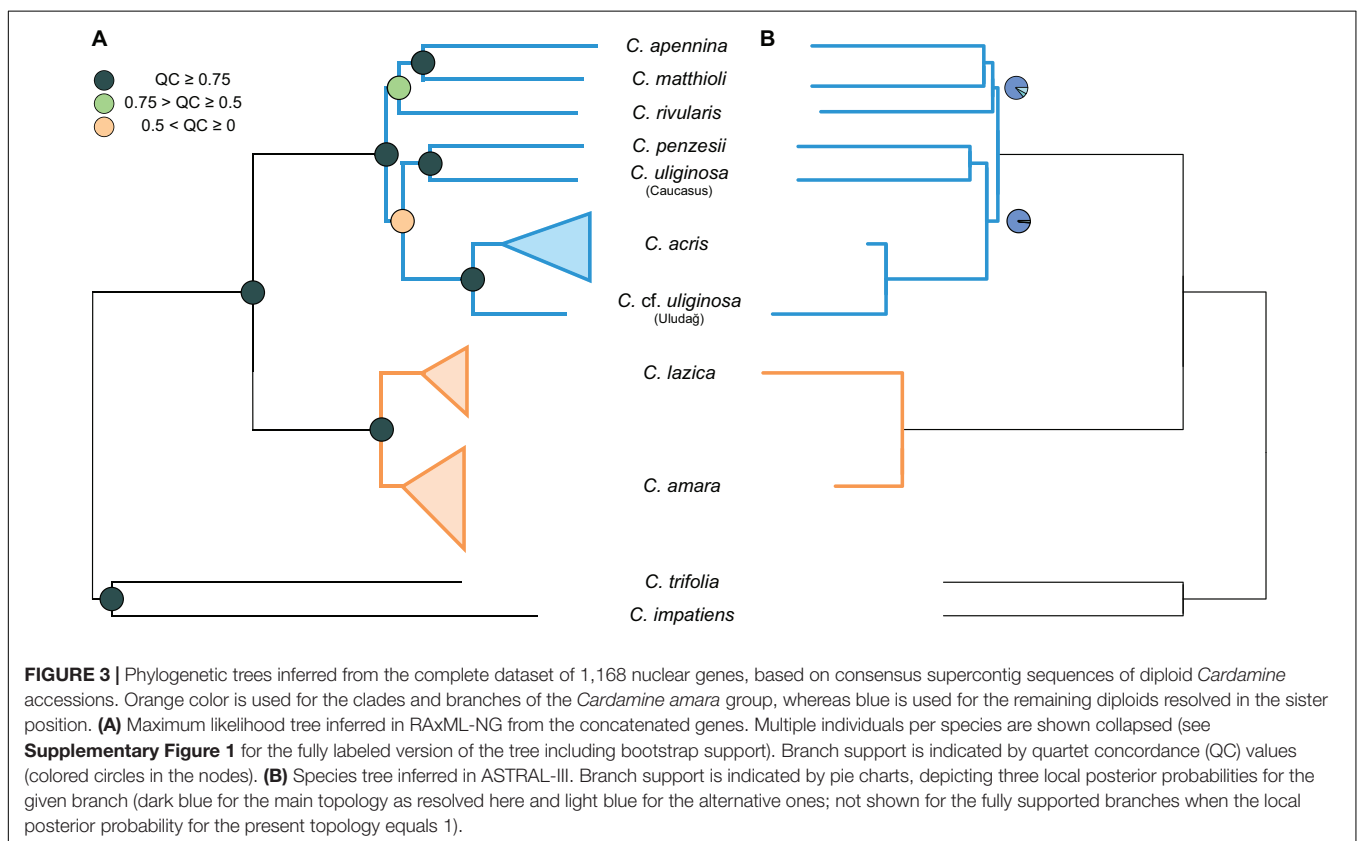 A
B
QC ≥ 0.75
0.75 > QC ≥ 0.5
0.5 < QC ≥ 0
C. apennina
C. matthioli
C. rivularis
C. penzesii
C. uliginosa
(Caucasus)
C. acris
C. cf. uliginosa
(Uludağ)
C. lazica
C. amara
C. trifolia
C. impatiens
FIGURE 3 | Phylogenetic trees inferred from the complete dataset of 1,168 nuclear genes, based on consensus supercontig sequences of diploid Cardamine
accessions. Orange color is used for the clades and branches of the Cardamine amara group, whereas blue is used for the remaining diploids resolved in the sister
position. (A) Maximum likelihood tree inferred in RAxML-NG from the concatenated genes. Multiple individuals per species are shown collapsed (see
Supplementary Figure 1 for the fully labeled version of the tree including bootstrap support). Branch support is indicated by quartet concordance (QC) values
(colored circles in the nodes). (B) Species tree inferred in ASTRAL-III. Branch support is indicated by pie charts, depicting three local posterior probabilities for the
given branch (dark blue for the main topology as resolved here and light blue for the alternative ones; not shown for the fully supported branches when the local
posterior probability for the present topology equals 1).